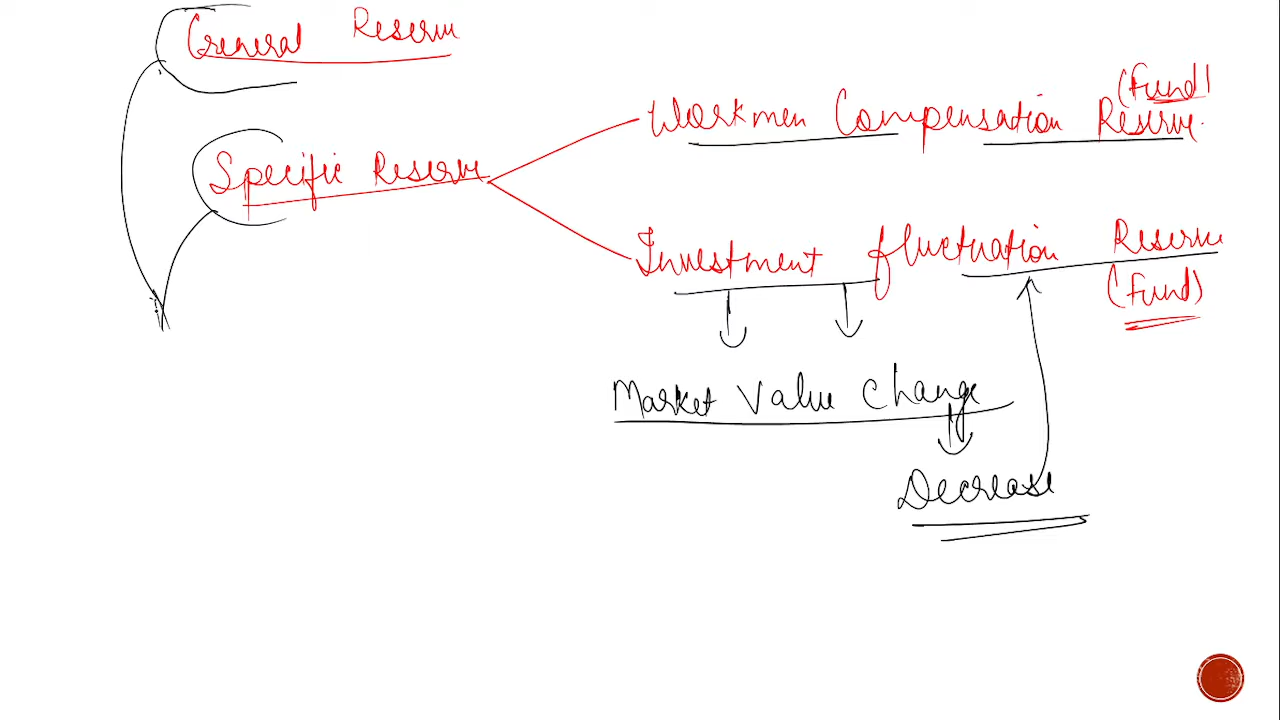 General Reserve
Specific Reserve
Workmen Compensation Reserve.
(Fund)
Investment fluctuation Reserve
(Fund)
Market Value Change
Decrease